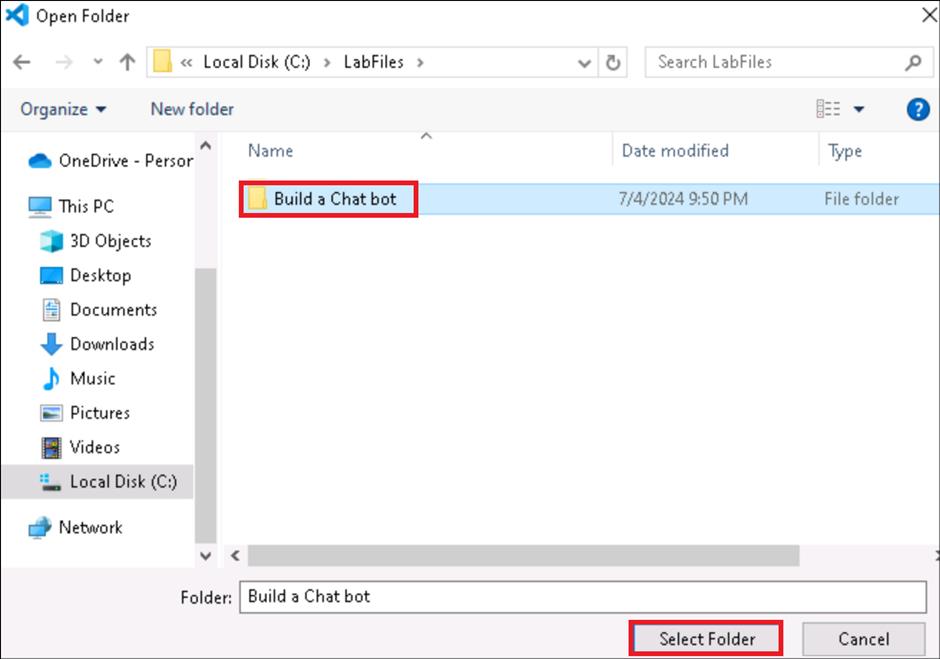 Open Folder
« Local Disk (C:) › LabFiles ›
Search LabFiles
Organize
New folder
Name
Date modified
Type
OneDrive - Person
This PC
3D Objects
Desktop
Documents
Downloads
Music
Pictures
Videos
Local Disk (C:)
Network
Build a Chat bot
7/4/2024 9:50 PM
File folder
Folder: Build a Chat bot
Select Folder
Cancel